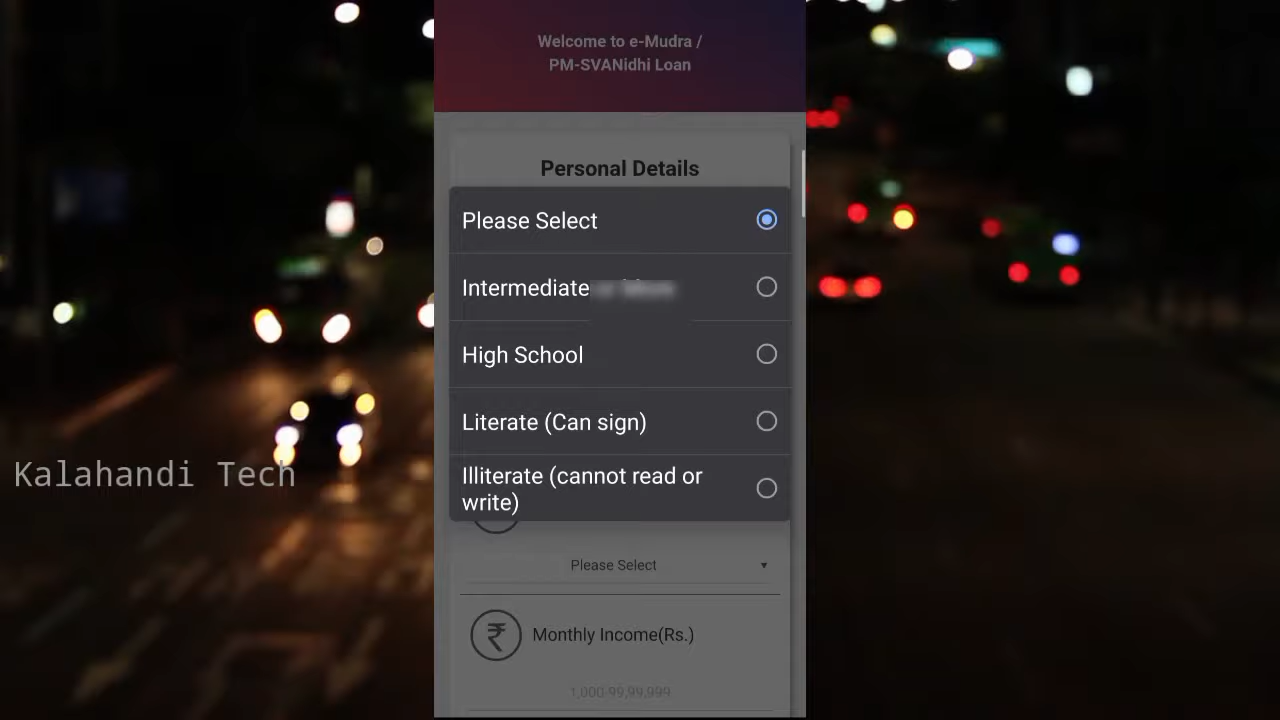 Welcome to e-Mudra /
PM-SVANidhi Loan
Personal Details
Please Select
Intermediate
High School
Literate (Can sign)
Illiterate (cannot read or
write)
Please Select
Monthly Income(Rs.)
1,000-99,99,999
Kalahandi Tech